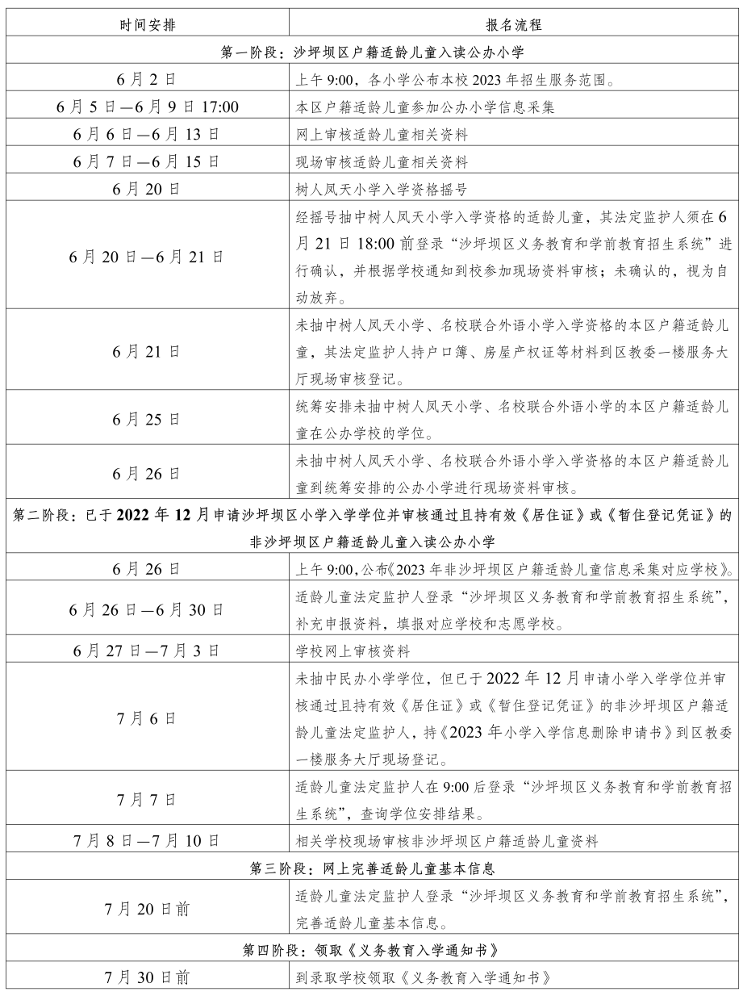 时间安排
报名流程
第一阶段：沙坪坝区户籍适龄儿童入读公办小学
6 月 2 日
上午 9:00，各小学公布本校 2023 年招生服务范围。
6 月 5 日—6 月 9 日 17:00
本区户籍适龄儿童参加公办小学信息采集
6 月 6 日—6 月 13 日
网上审核适龄儿童相关资料
6 月 7 日—6 月 15 日
现场审核适龄儿童相关资料
6 月 20 日
树人凤天小学入学资格摇号
6 月 20 日—6 月 21 日
经摇号抽中树人凤天小学入学资格的适龄儿童，其法定监护人须在 6
月 21 日 18:00 前登录“沙坪坝区义务教育和学前教育招生系统”进
行确认，并根据学校通知到校参加现场资料审核；未确认的，视为自
动放弃。
6 月 21 日
未抽中树人凤天小学、名校联合外语小学入学资格的本区户籍适龄儿
童，其法定监护人持户口簿、房屋产权证等材料到区教委一楼服务大
厅现场审核登记。
6 月 25 日
统筹安排未抽中树人凤天小学、名校联合外语小学的本区户籍适龄儿
童在公办学校的学位。
6 月 26 日
未抽中树人凤天小学、名校联合外语小学入学资格的本区户籍适龄儿
童到统筹安排的公办小学进行现场资料审核。
第二阶段：已于 2022 年 12 月申请沙坪坝区小学入学学位并审核通过且持有效《居住证》或《暂住登记凭证》的
非沙坪坝区户籍适龄儿童入读公办小学
6 月 26 日
上午 9:00，公布《2023 年非沙坪坝区户籍适龄儿童信息采集对应学校》。
6 月 26 日—6 月 30 日
适龄儿童法定监护人登录“沙坪坝区义务教育和学前教育招生系统”，
补充申报资料，填报对应学校和志愿学校。
6 月 27 日—7 月 3 日
学校网上审核资料
7 月 6 日
未抽中民办小学学位，但已于 2022 年 12 月申请小学入学学位并审
核通过且持有效《居住证》或《暂住登记凭证》的非沙坪坝区户籍适
龄儿童法定监护人，持《2023 年小学入学信息删除申请书》到区教委
一楼服务大厅现场登记。
7 月 7 日
适龄儿童法定监护人在 9:00 后登录“沙坪坝区义务教育和学前教育招
生系统”，查询学位安排结果。
7 月 8 日—7 月 10 日
相关学校现场审核非沙坪坝区户籍适龄儿童资料
第三阶段：网上完善适龄儿童基本信息
7 月 20 日前
适龄儿童法定监护人登录“沙坪坝区义务教育和学前教育招生系统”，
完善适龄儿童基本信息。
第四阶段：领取《义务教育入学通知书》
7 月 30 日前
到录取学校领取《义务教育入学通知书》